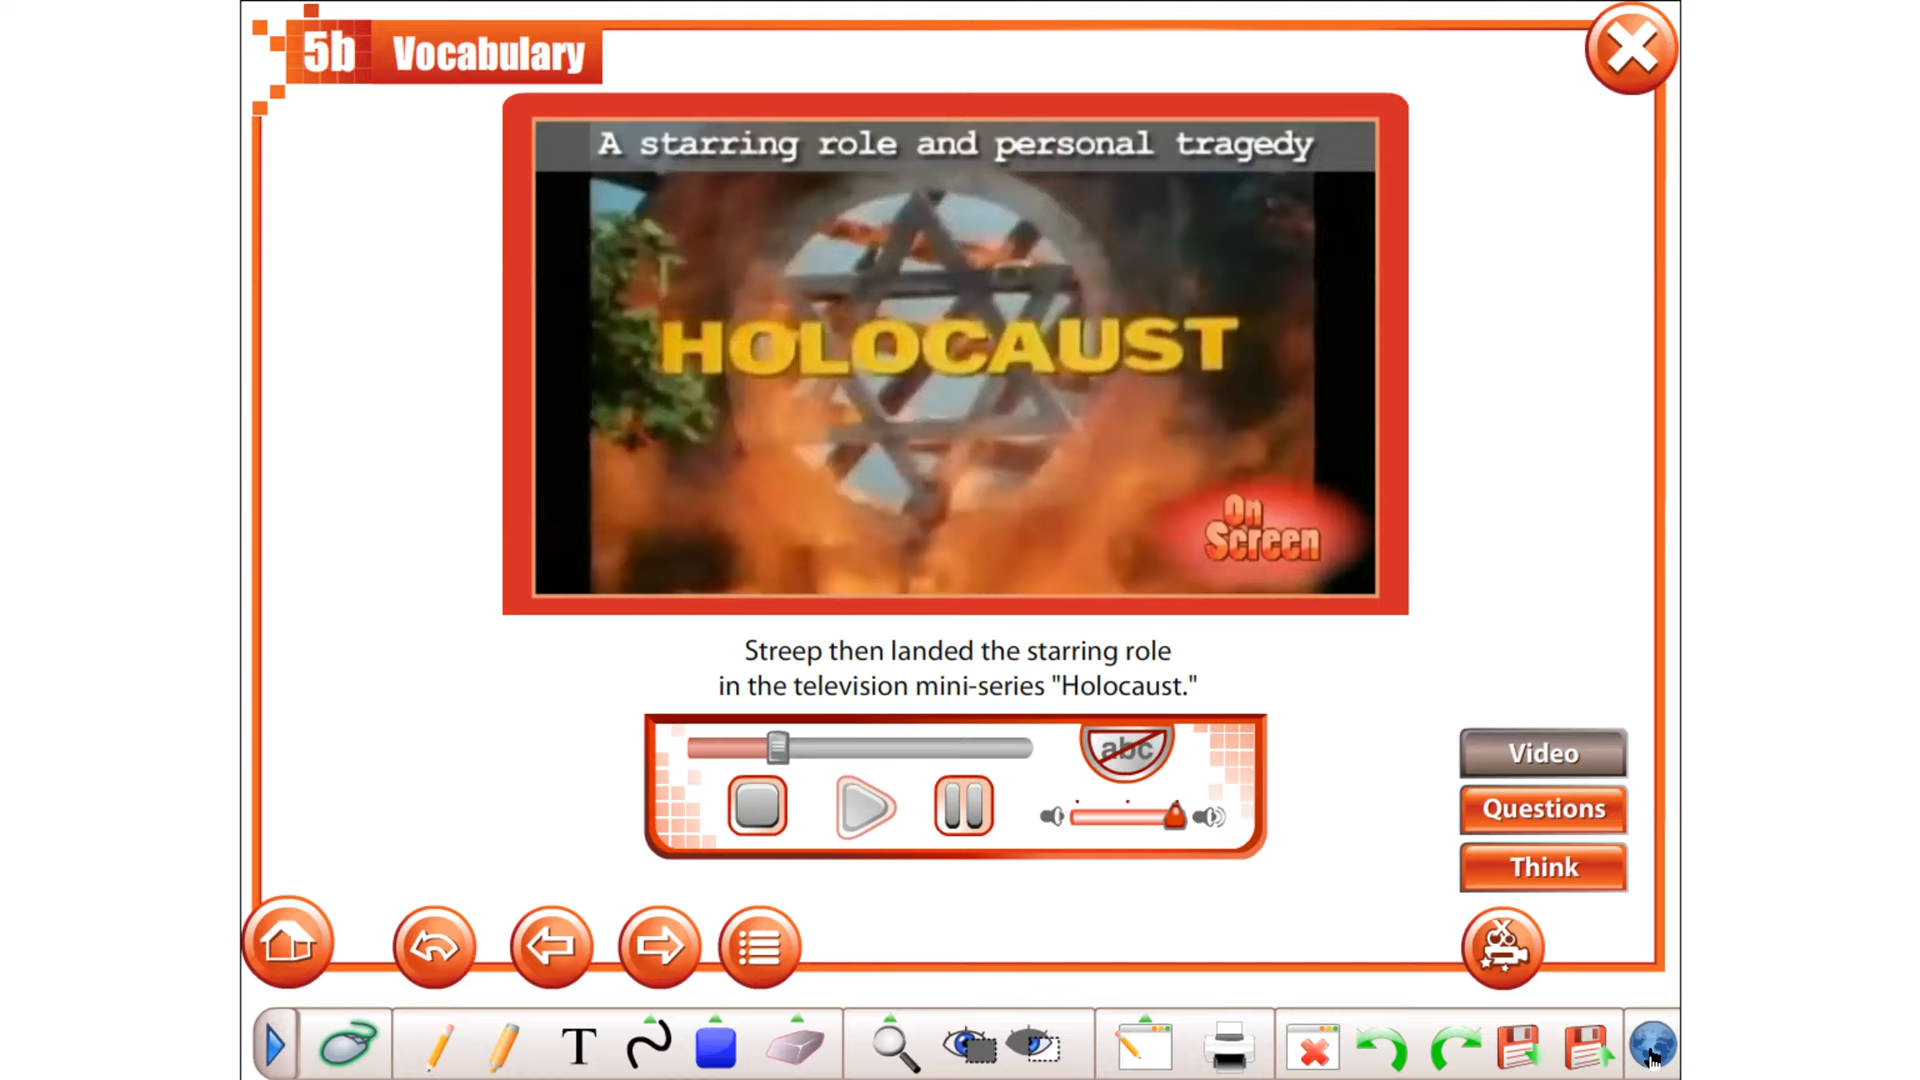 5b Vocabulary
A starring role and personal tragedy
HOLOCAUST
On
Screen
Streep then landed the starring role
in the television mini-series "Holocaust."
abc
Video
Questions
Think
T